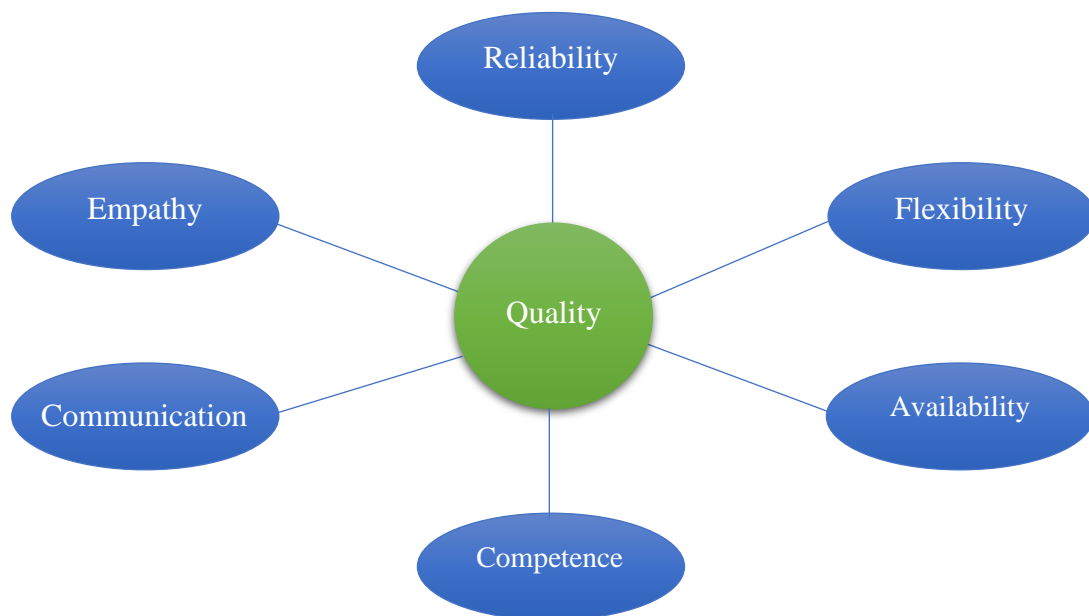 Reliability
Empathy
Flexibility
Quality
Communication
Availability
Competence